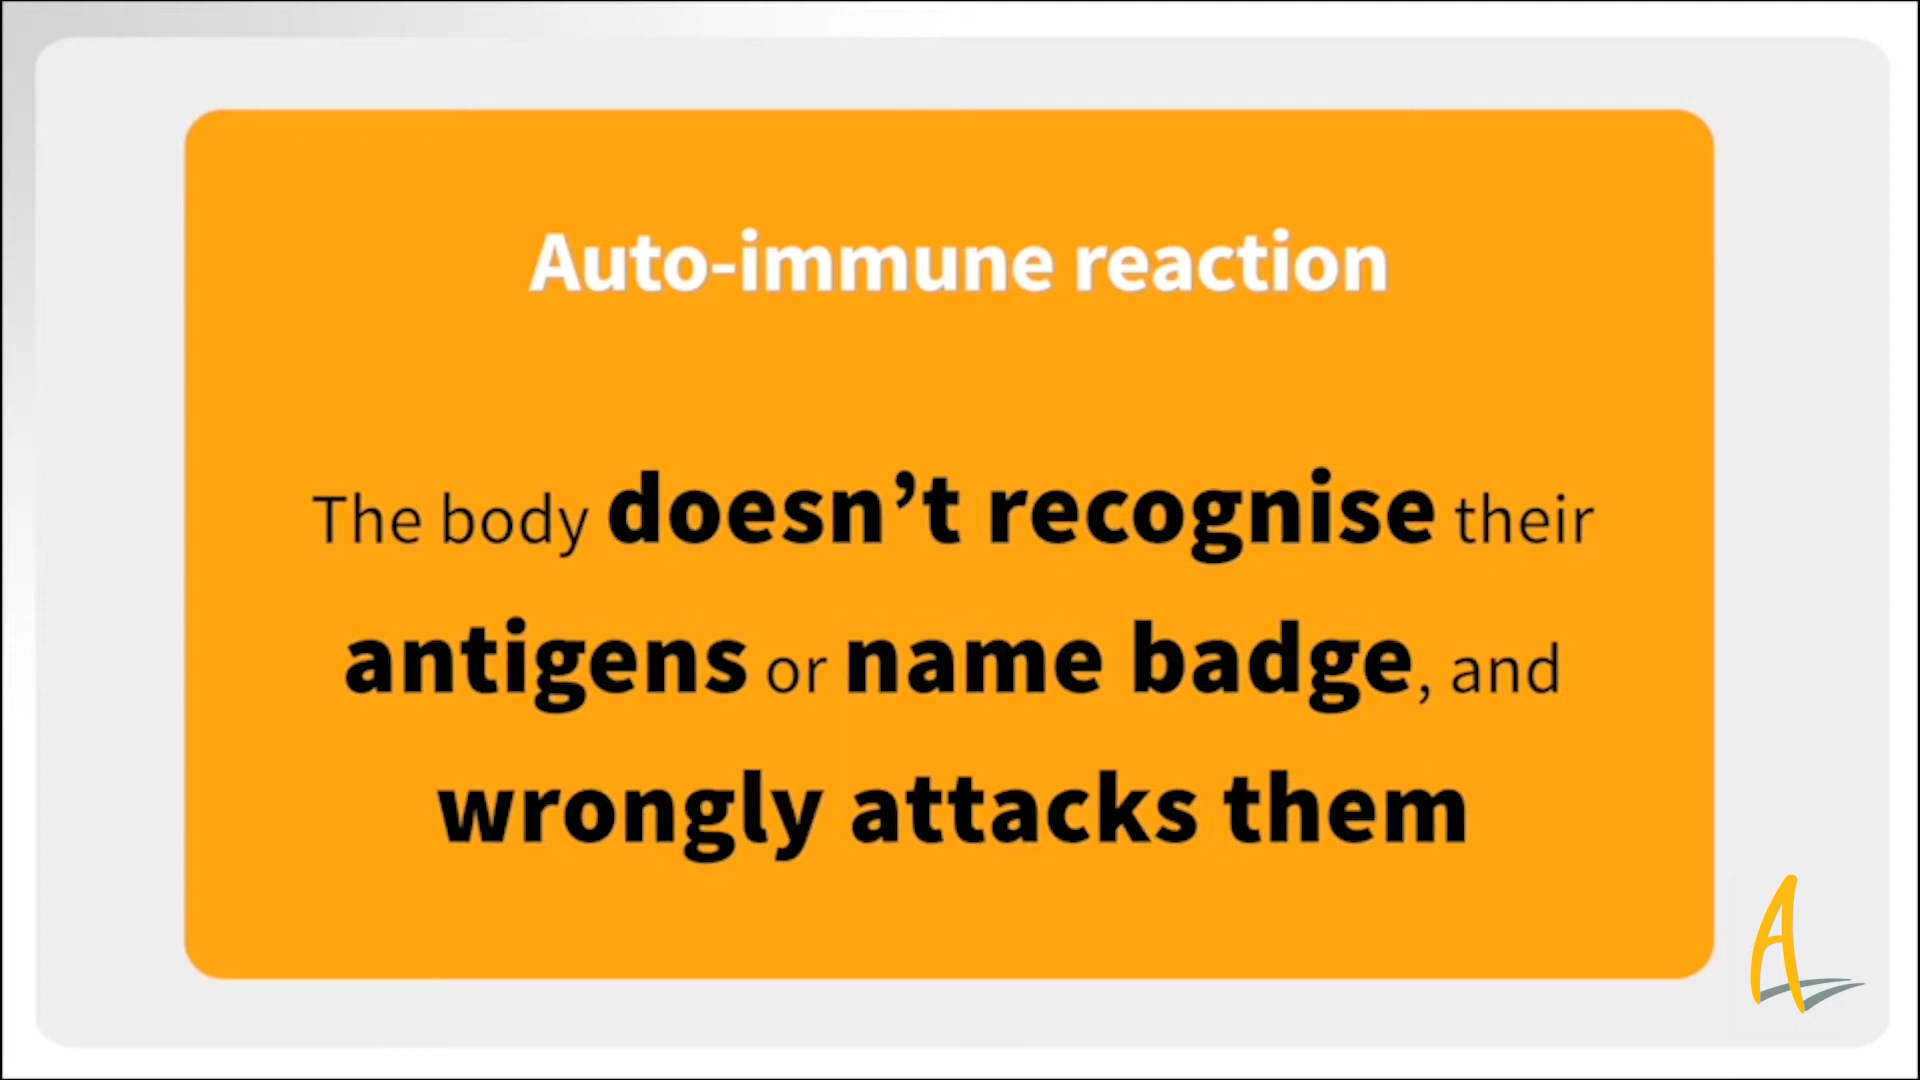 Auto-immune reaction
The body doesn’t recognise their
antigens or name badge, and
wrongly attacks them
A